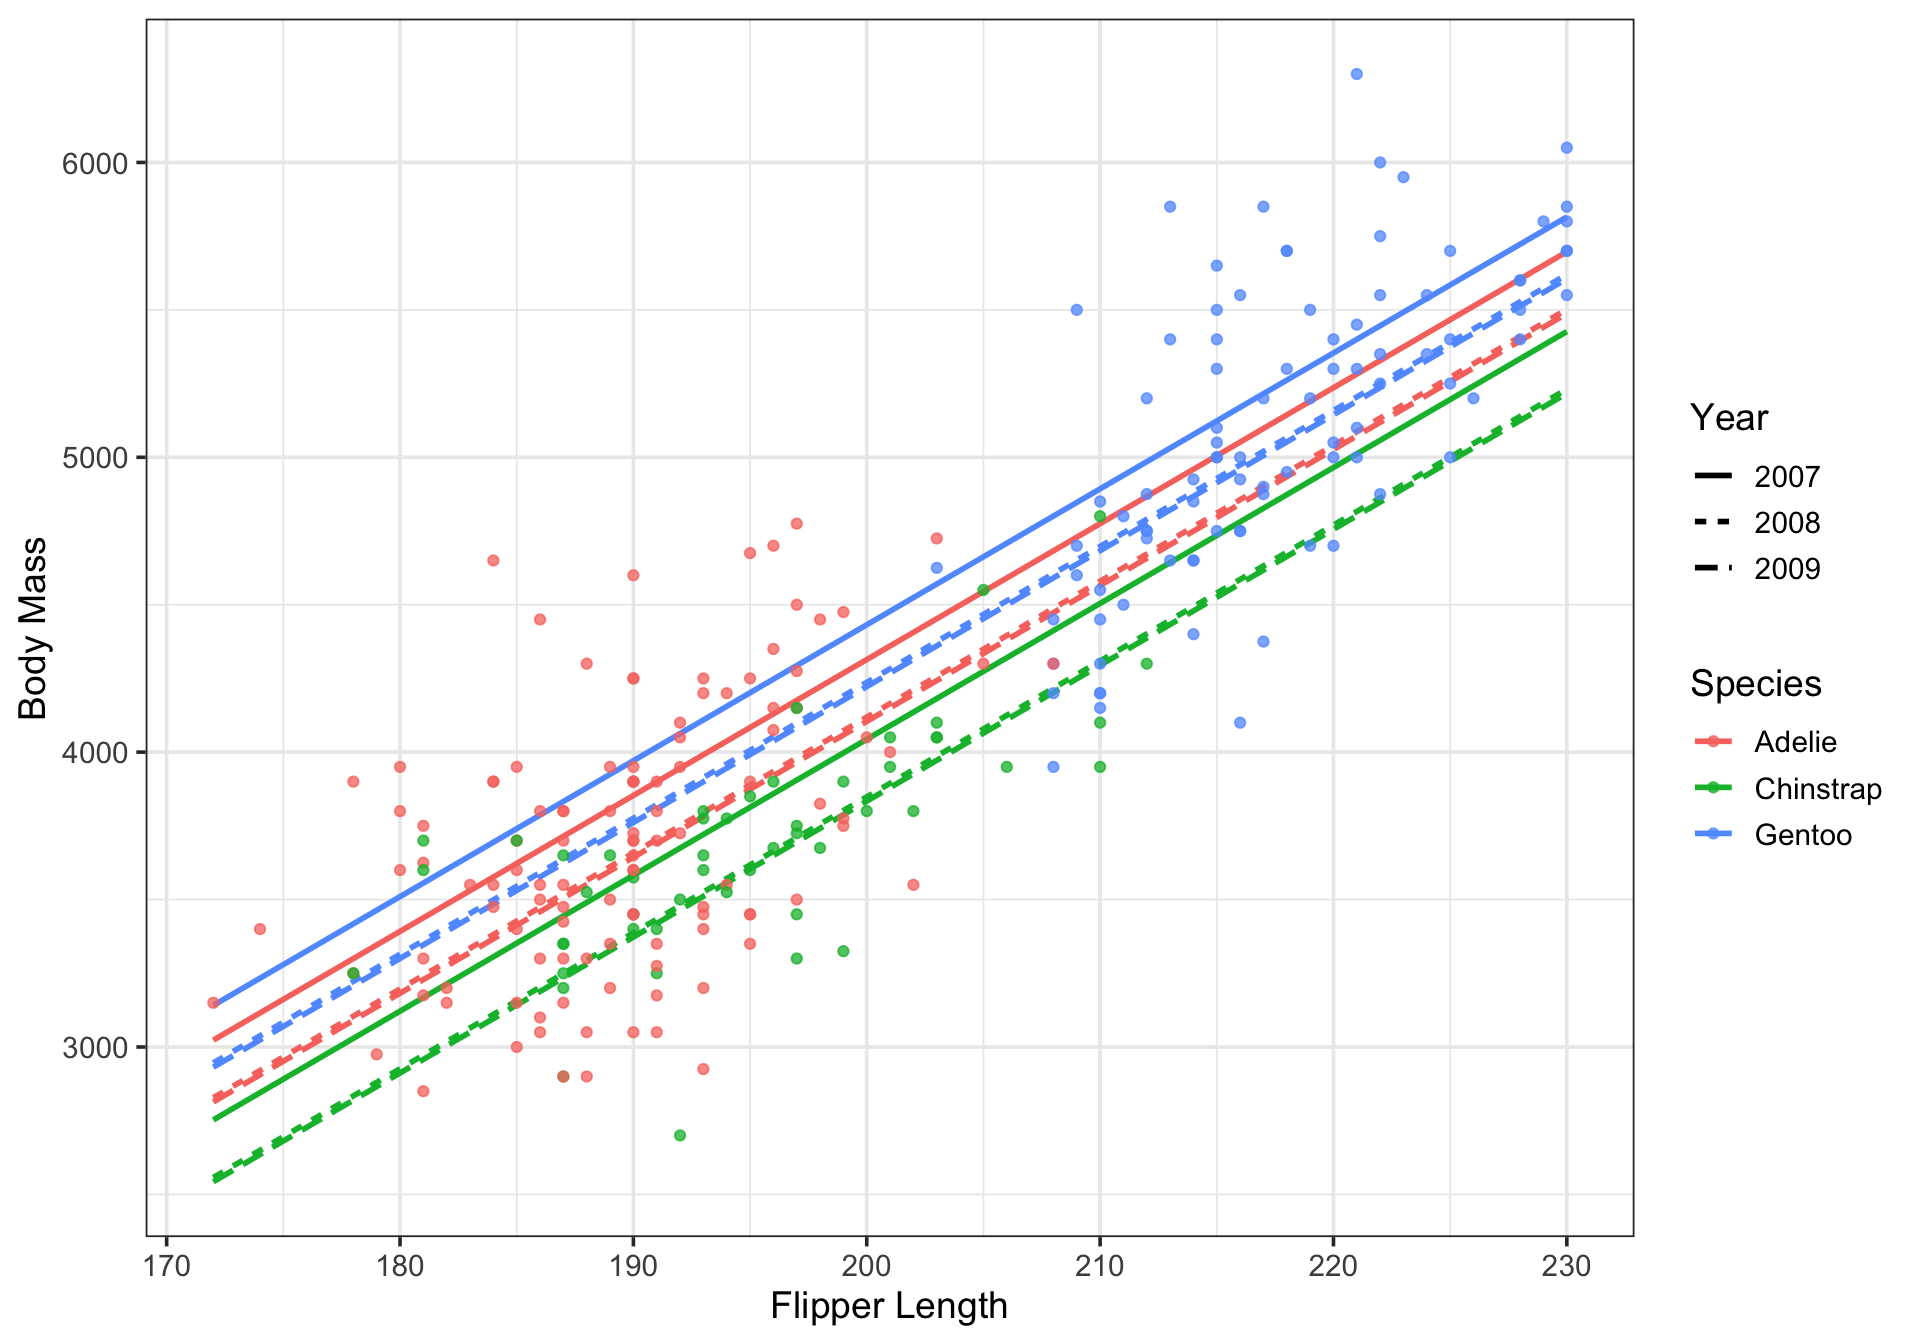 6000
5000
4000
3000
Body Mass
170 180 190 200 210 220 230
Flipper Length
Year
2007
2008
2009
Species
Adelie
Chinstrap
Gentoo